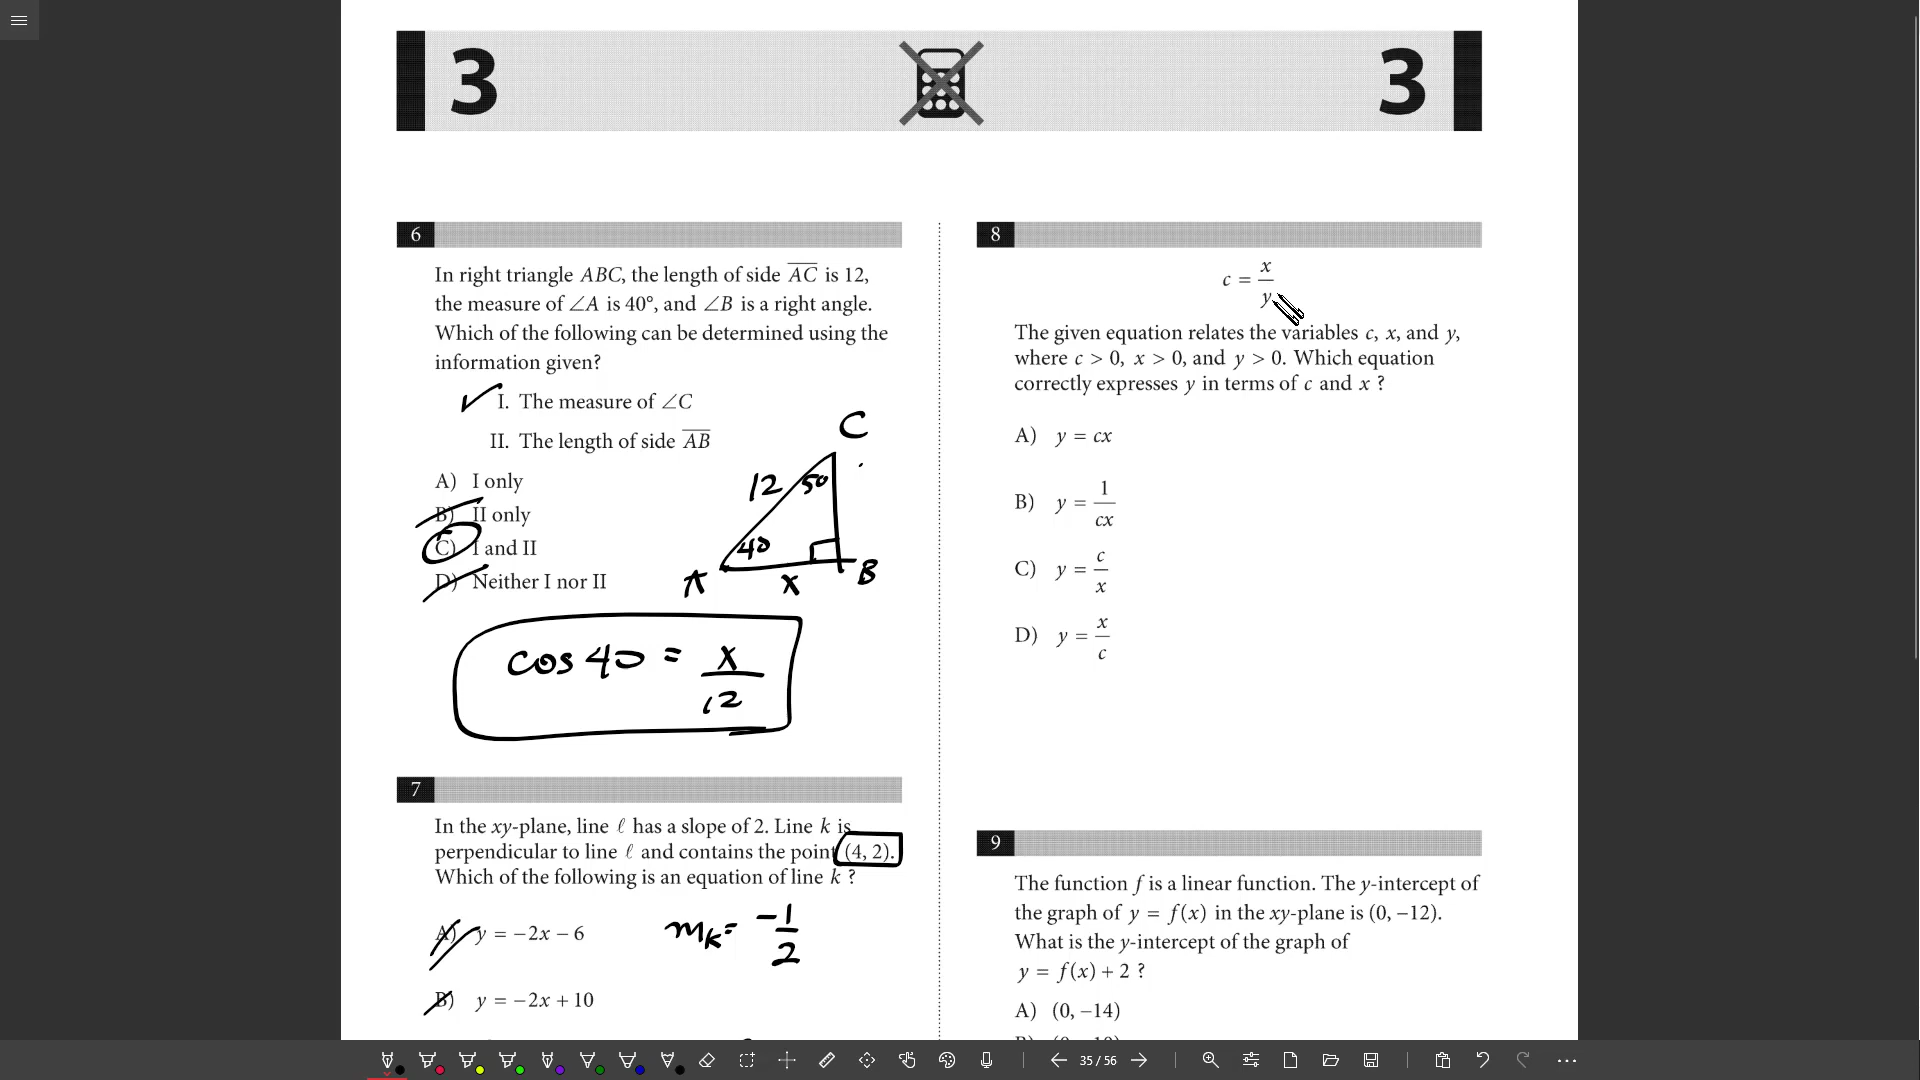 3
3
6
In right triangle ABC, the length of side AC is 12,
the measure of ∠A is 40°, and ∠B is a right angle.
Which of the following can be determined using the
information given?
I. The measure of ∠C
II. The length of side AB
A) I only
B) II only
C) I and II
D) Neither I nor II
C
12
50
40
A
x
B
cos 40 = x/12
7
In the xy-plane, line ℓ has a slope of 2. Line k is
perpendicular to line ℓ and contains the point (4, 2).
Which of the following is an equation of line k ?
A) y = −2x − 6
mk = −1/2
B) y = −2x + 10
8
c = x/y
The given equation relates the variables c, x, and y,
where c > 0, x > 0, and y > 0. Which equation
correctly expresses y in terms of c and x ?
A) y = cx
B) y = 1/cx
C) y = c/x
D) y = x/c
9
The function f is a linear function. The y-intercept of
the graph of y = f(x) in the xy-plane is (0, −12).
What is the y-intercept of the graph of
y = f(x) + 2 ?
A) (0, −14)
35 / 56